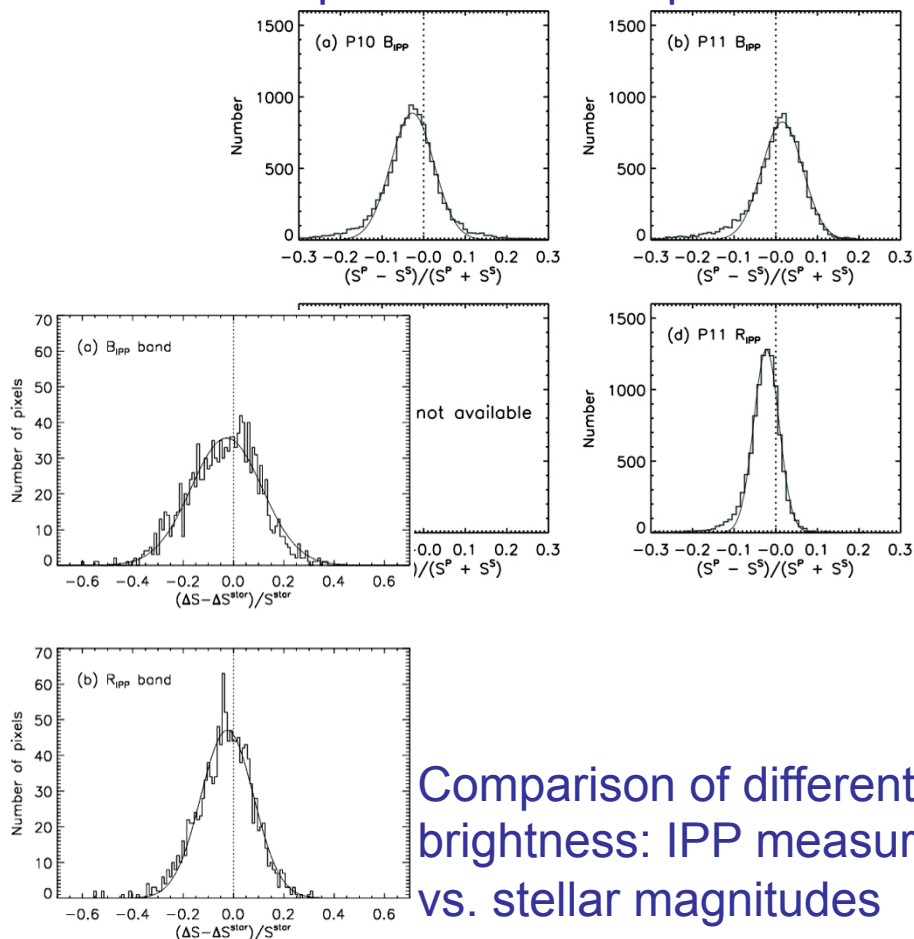 (a) P10 B_IPP
Number
1500
1000
500
0
−0.3 −0.2 −0.1 −0.0 0.1 0.2 0.3
(S^P − S^S)/(S^P + S^S)
(b) P11 B_IPP
Number
1500
1000
500
0
−0.3 −0.2 −0.1 −0.0 0.1 0.2 0.3
(S^P − S^S)/(S^P + S^S)
not available
0.0 0.1 0.2 0.3
)/(S^P + S^S)
(d) P11 R_IPP
Number
1500
1000
500
0
−0.3 −0.2 −0.1 −0.0 0.1 0.2 0.3
(S^P − S^S)/(S^P + S^S)
(a) B_IPP band
Number of pixels
70
60
50
40
30
20
10
0
−0.6 −0.4 −0.2 0.0 0.2 0.4 0.6
(ΔS−ΔS^star)/S^star
(b) R_IPP band
Number of pixels
70
60
50
40
30
20
10
0
−0.6 −0.4 −0.2 0.0 0.2 0.4 0.6
(ΔS−ΔS^star)/S^star
Comparison of different
brightness: IPP measur
vs. stellar magnitudes